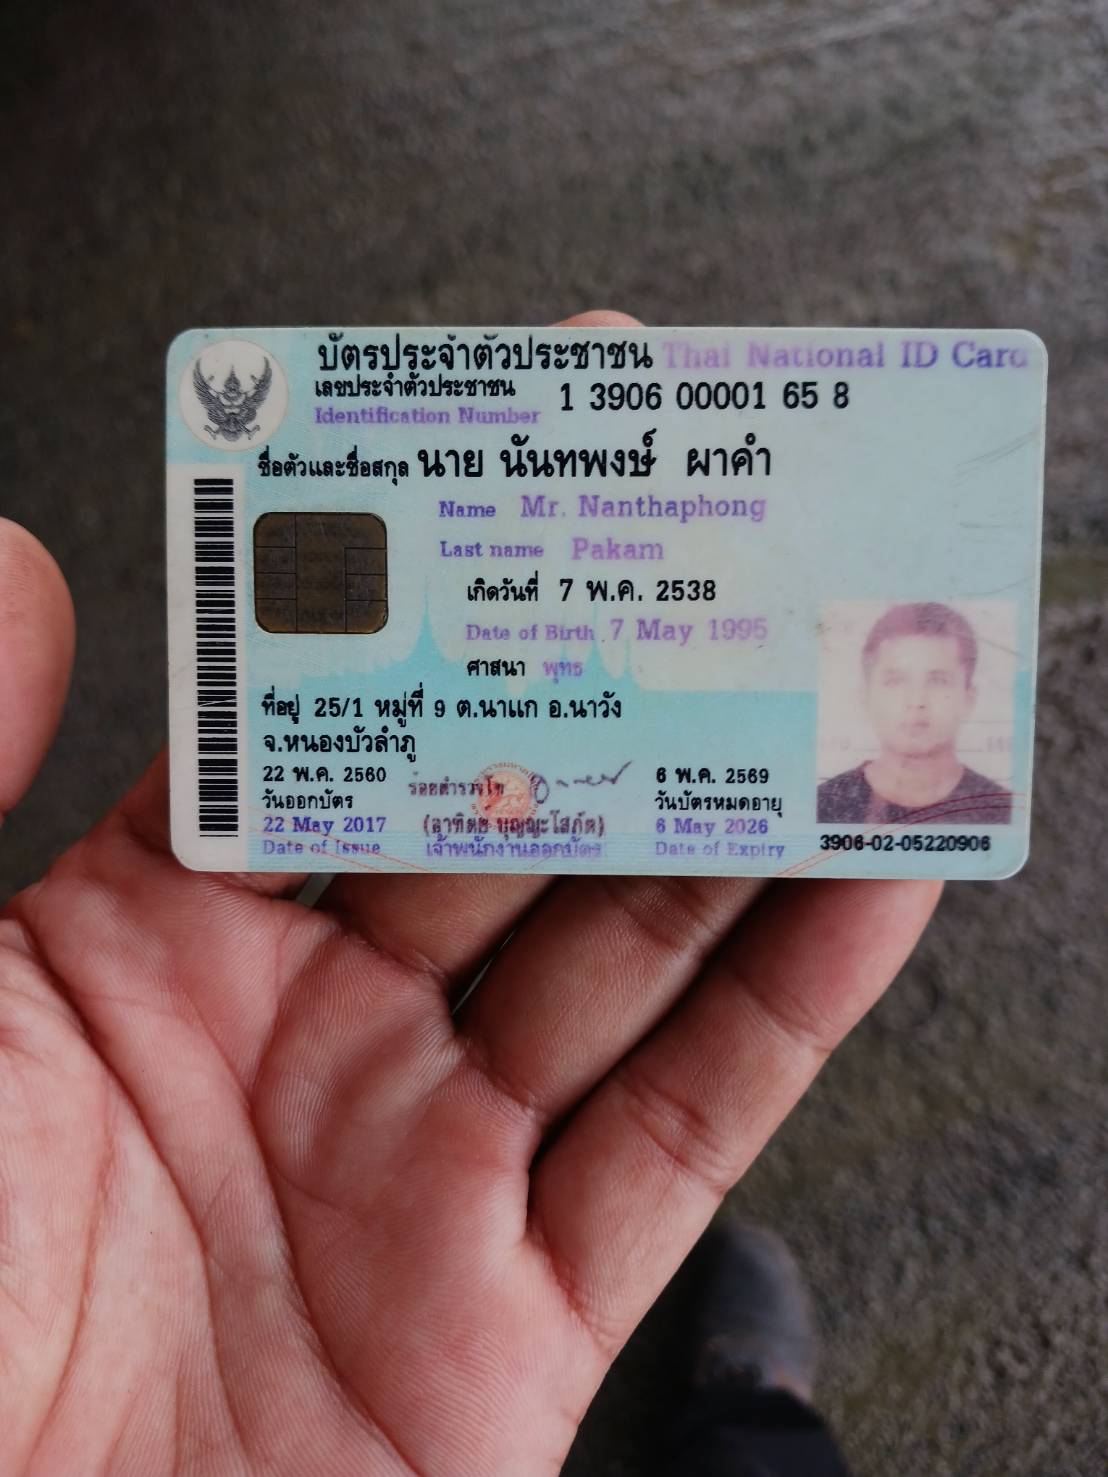 บัตรประจำตัวประชาชน Thai National ID Card
เลขประจำตัวประชาชน 1 3906 00001 65 8
Identification Number
ชื่อตัวและชื่อสกุล นาย นันทพงษ์ ผาคำ
Name Mr. Nanthaphong
Last name Pakam
เกิดวันที่ 7 พ.ค. 2538
Date of Birth 7 May 1995
ศาสนา พุทธ
ที่อยู่ 25/1 หมู่ที่ 9 ต.นาแก อ.นาวัง
จ.หนองบัวลำภู
22 พ.ค. 2560
วันออกบัตร
22 May 2017
Date of Issue
ร้อยตำรวจโท
(อาทิตย์ บุญญะโสภัต)
เจ้าพนักงานออกบัตร
6 พ.ค. 2569
วันบัตรหมดอายุ
6 May 2026
Date of Expiry
3906-02-05220906